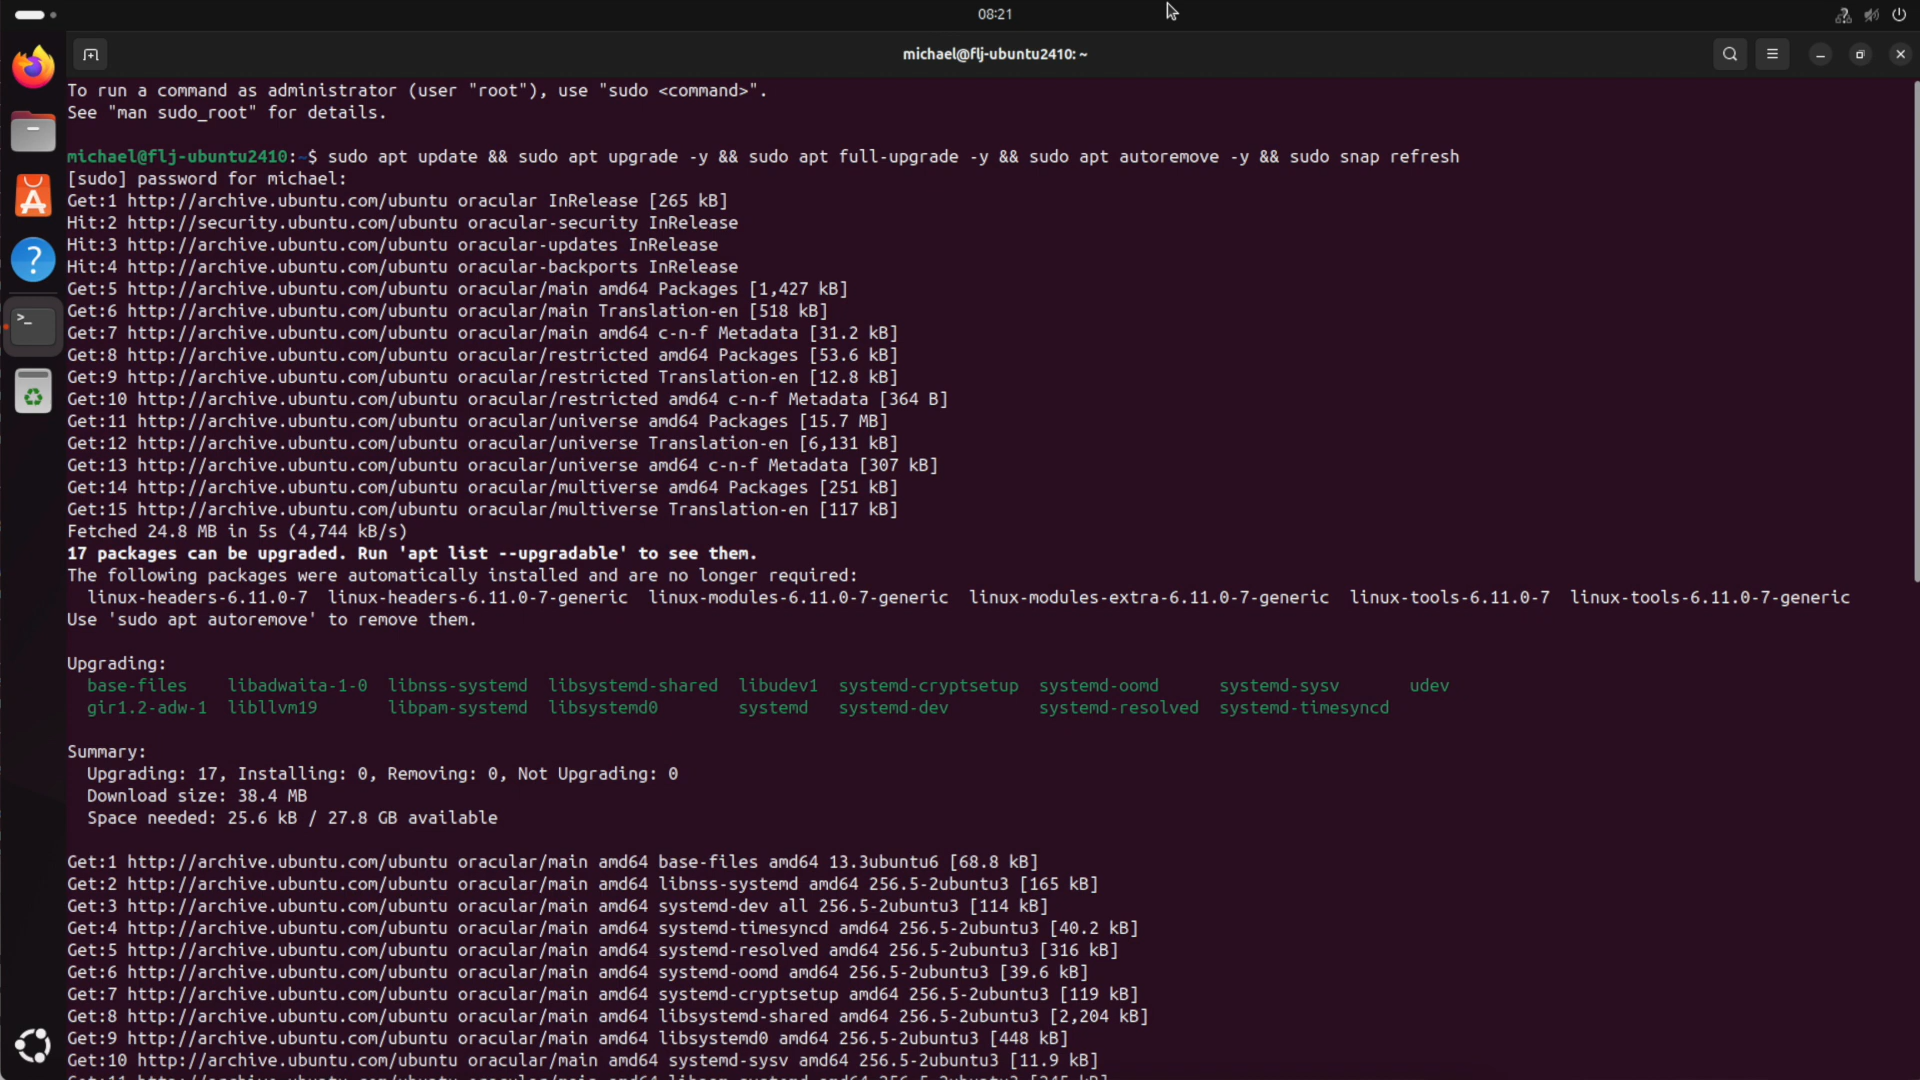 08:21
michael@flj-ubuntu2410: ~
To run a command as administrator (user "root"), use "sudo <command>".
See "man sudo_root" for details.
michael@flj-ubuntu2410:~$ sudo apt update && sudo apt upgrade -y && sudo apt full-upgrade -y && sudo apt autoremove -y && sudo snap refresh
[sudo] password for michael:
Get:1 http://archive.ubuntu.com/ubuntu oracular InRelease [265 kB]
Hit:2 http://security.ubuntu.com/ubuntu oracular-security InRelease
Hit:3 http://archive.ubuntu.com/ubuntu oracular-updates InRelease
Hit:4 http://archive.ubuntu.com/ubuntu oracular-backports InRelease
Get:5 http://archive.ubuntu.com/ubuntu oracular/main amd64 Packages [1,427 kB]
Get:6 http://archive.ubuntu.com/ubuntu oracular/main Translation-en [518 kB]
Get:7 http://archive.ubuntu.com/ubuntu oracular/main amd64 c-n-f Metadata [31.2 kB]
Get:8 http://archive.ubuntu.com/ubuntu oracular/restricted amd64 Packages [53.6 kB]
Get:9 http://archive.ubuntu.com/ubuntu oracular/restricted Translation-en [12.8 kB]
Get:10 http://archive.ubuntu.com/ubuntu oracular/restricted amd64 c-n-f Metadata [364 B]
Get:11 http://archive.ubuntu.com/ubuntu oracular/universe amd64 Packages [15.7 MB]
Get:12 http://archive.ubuntu.com/ubuntu oracular/universe Translation-en [6,131 kB]
Get:13 http://archive.ubuntu.com/ubuntu oracular/universe amd64 c-n-f Metadata [307 kB]
Get:14 http://archive.ubuntu.com/ubuntu oracular/multiverse amd64 Packages [251 kB]
Get:15 http://archive.ubuntu.com/ubuntu oracular/multiverse Translation-en [117 kB]
Fetched 24.8 MB in 5s (4,744 kB/s)
17 packages can be upgraded. Run 'apt list --upgradable' to see them.
The following packages were automatically installed and are no longer required:
linux-headers-6.11.0-7 linux-headers-6.11.0-7-generic linux-modules-6.11.0-7-generic linux-modules-extra-6.11.0-7-generic linux-tools-6.11.0-7 linux-tools-6.11.0-7-generic
Use 'sudo apt autoremove' to remove them.
Upgrading:
base-files libadwaita-1-0 libnss-systemd libsystemd-shared libudev1 systemd-cryptsetup systemd-oomd systemd-sysv udev
gir1.2-adw-1 libllvm19 libpam-systemd libsystemd0 systemd systemd-dev systemd-resolved systemd-timesyncd
Summary:
Upgrading: 17, Installing: 0, Removing: 0, Not Upgrading: 0
Download size: 38.4 MB
Space needed: 25.6 kB / 27.8 GB available
Get:1 http://archive.ubuntu.com/ubuntu oracular/main amd64 base-files amd64 13.3ubuntu6 [68.8 kB]
Get:2 http://archive.ubuntu.com/ubuntu oracular/main amd64 libnss-systemd amd64 256.5-2ubuntu3 [165 kB]
Get:3 http://archive.ubuntu.com/ubuntu oracular/main amd64 systemd-dev all 256.5-2ubuntu3 [114 kB]
Get:4 http://archive.ubuntu.com/ubuntu oracular/main amd64 systemd-timesyncd amd64 256.5-2ubuntu3 [40.2 kB]
Get:5 http://archive.ubuntu.com/ubuntu oracular/main amd64 systemd-resolved amd64 256.5-2ubuntu3 [316 kB]
Get:6 http://archive.ubuntu.com/ubuntu oracular/main amd64 systemd-oomd amd64 256.5-2ubuntu3 [39.6 kB]
Get:7 http://archive.ubuntu.com/ubuntu oracular/main amd64 systemd-cryptsetup amd64 256.5-2ubuntu3 [119 kB]
Get:8 http://archive.ubuntu.com/ubuntu oracular/main amd64 libsystemd-shared amd64 256.5-2ubuntu3 [2,204 kB]
Get:9 http://archive.ubuntu.com/ubuntu oracular/main amd64 libsystemd0 amd64 256.5-2ubuntu3 [448 kB]
Get:10 http://archive.ubuntu.com/ubuntu oracular/main amd64 systemd-sysv amd64 256.5-2ubuntu3 [11.9 kB]